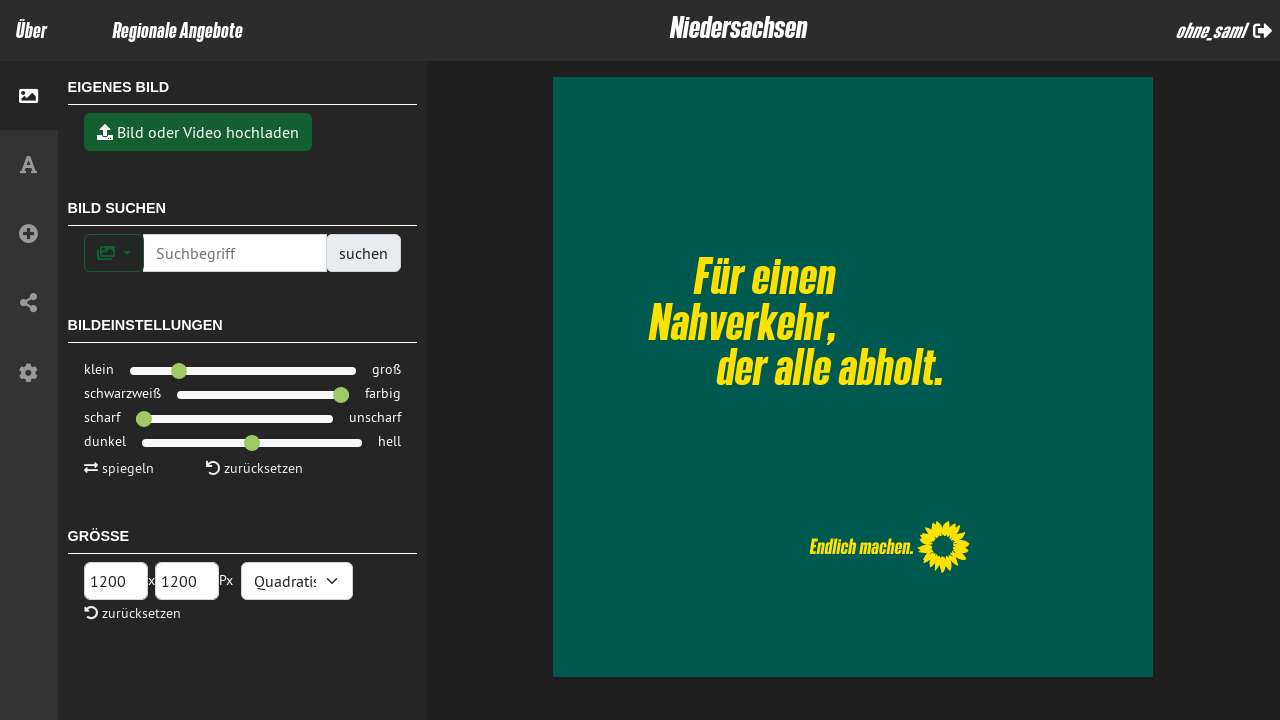 Über
Regionale Angebote
Niedersachsen
ohne_saml
EIGENES BILD
Bild oder Video hochladen
BILD SUCHEN
Suchbegriff
suchen
BILDEINSTELLUNGEN
klein
groß
schwarzweiß
farbig
scharf
unscharf
dunkel
hell
spiegeln
zurücksetzen
GRÖSSE
1200 x 1200 Px Quadratis
zurücksetzen
Für einen
Nahverkehr,
der alle abholt.
Endlich machen.